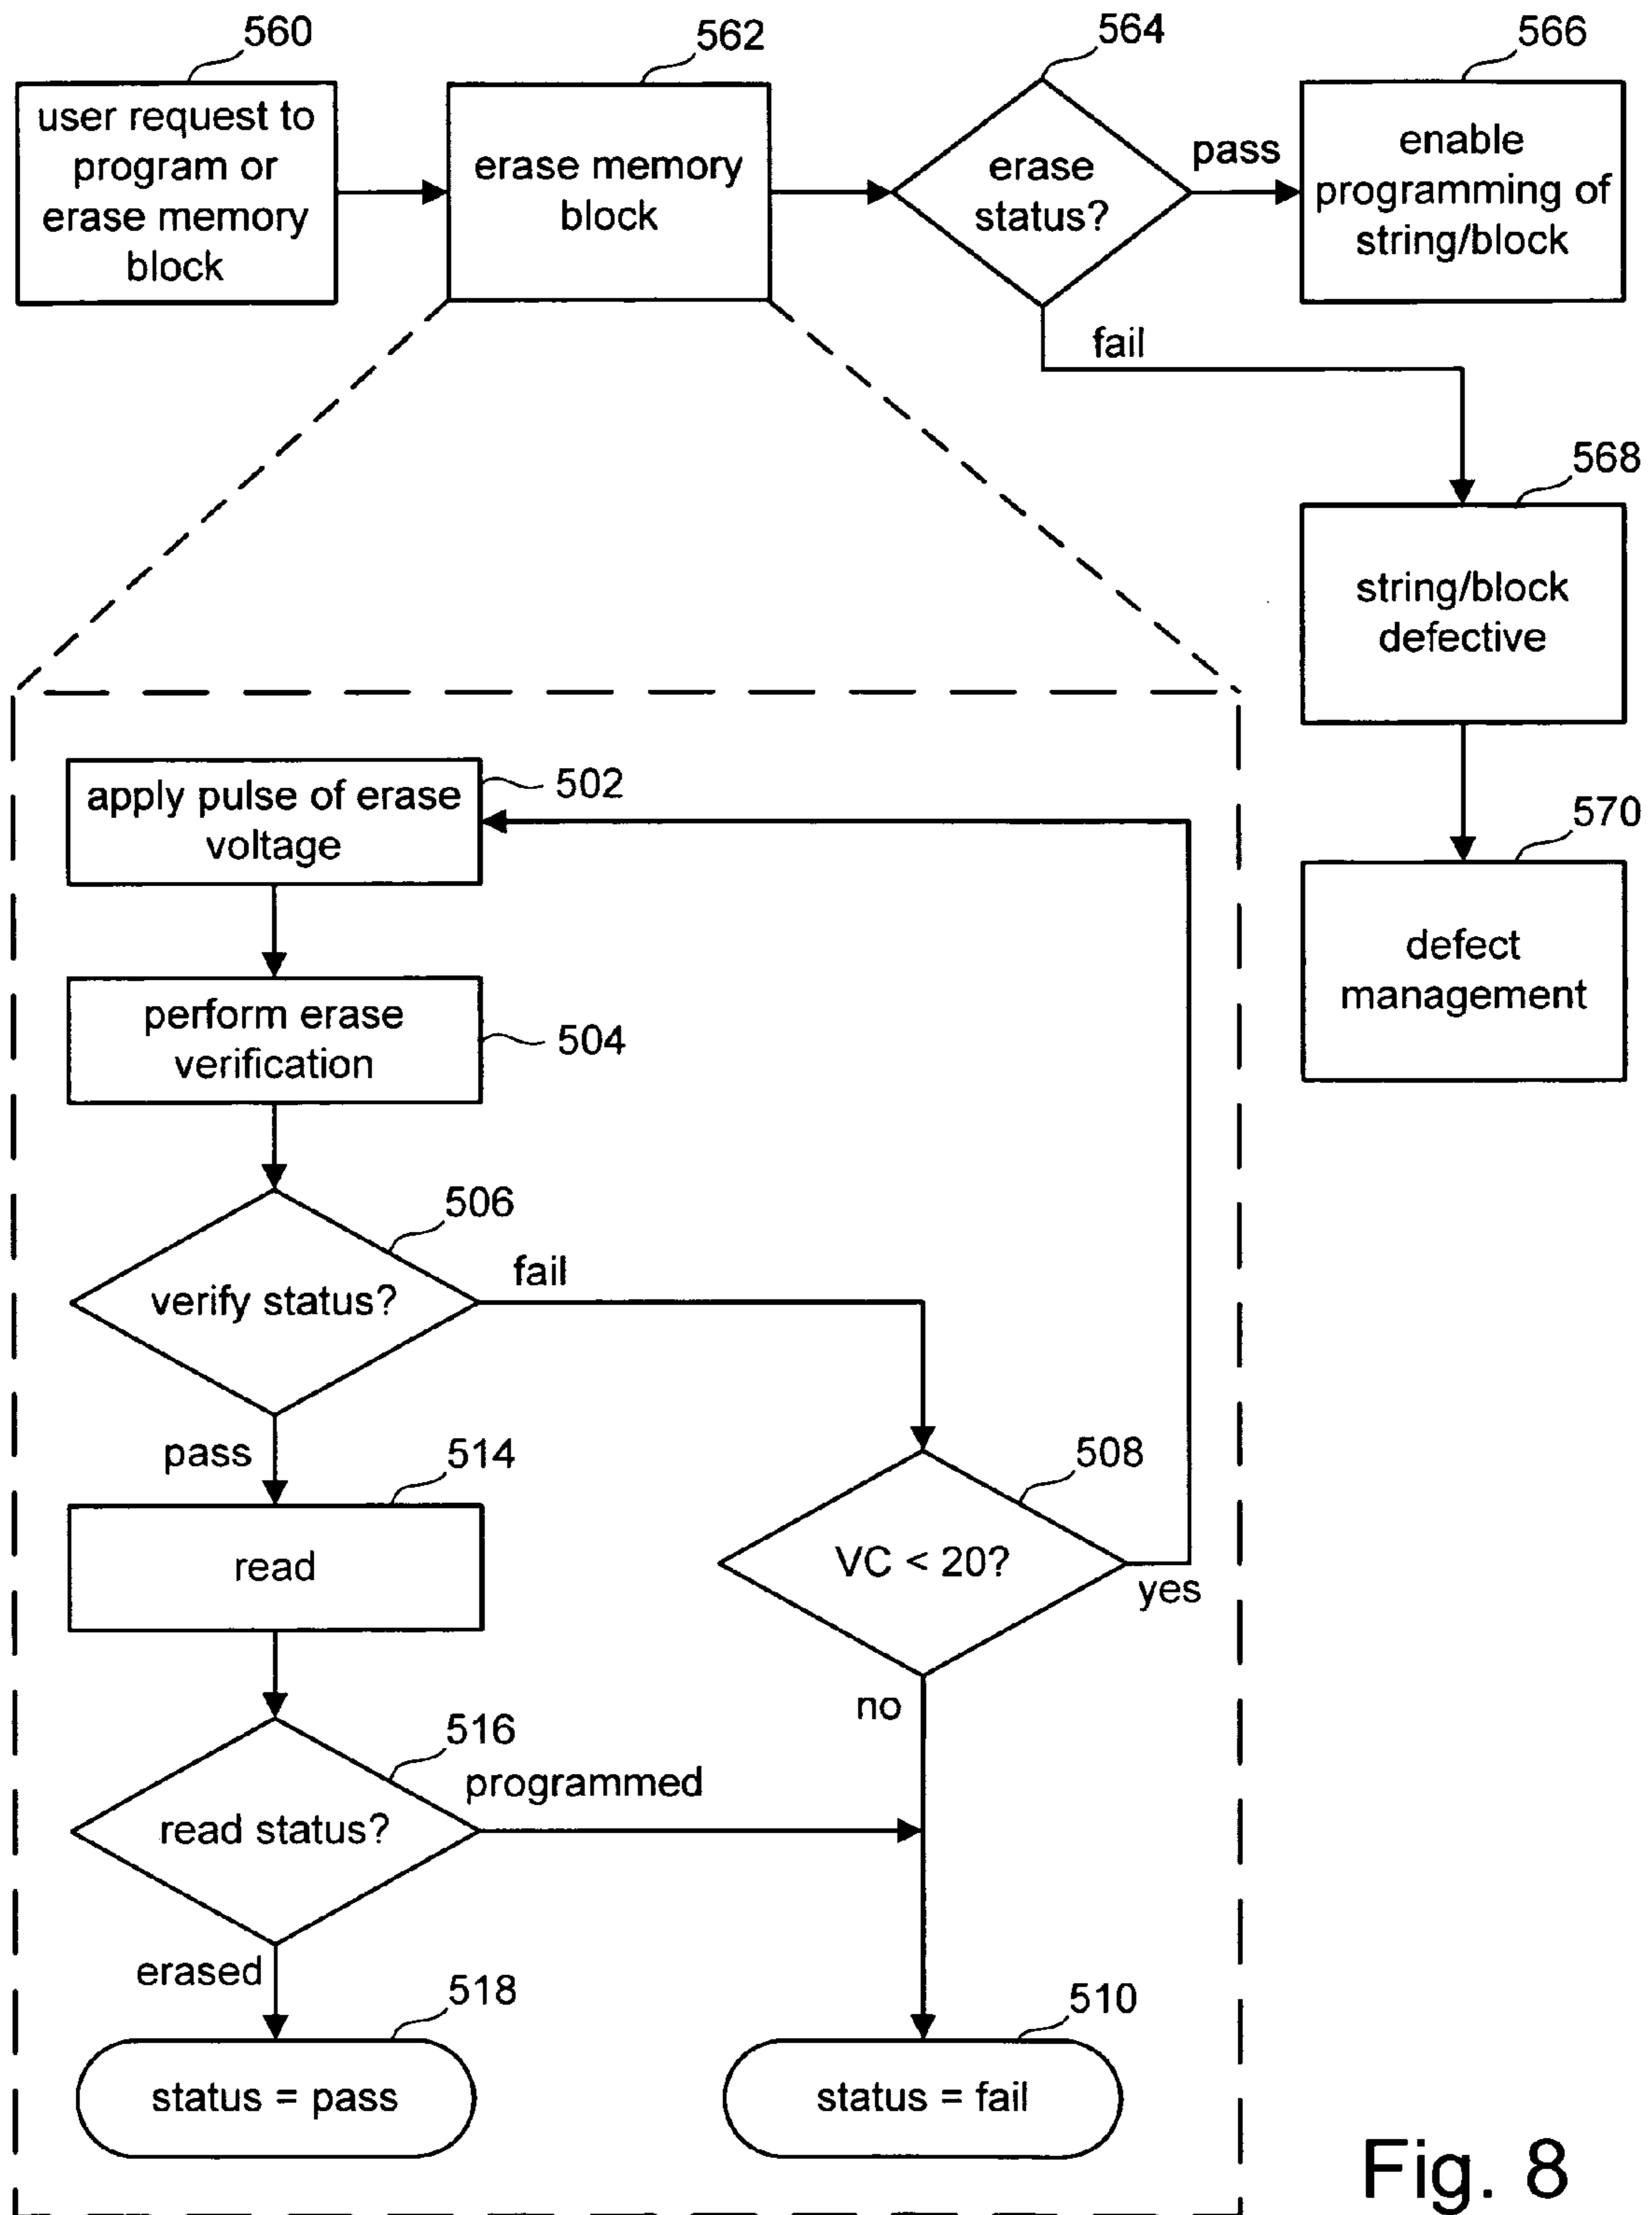 560
562
564
566
user request to
program or
erase memory
block
erase memory
block
erase
status?
pass
enable
programming of
string/block
fail
568
string/block
defective
570
defect
management
apply pulse of erase
voltage
502
perform erase
verification
504
506
verify status?
fail
pass
514
508
read
VC < 20?
yes
no
516
programmed
read status?
erased
518
510
status = pass
status = fail
Fig. 8